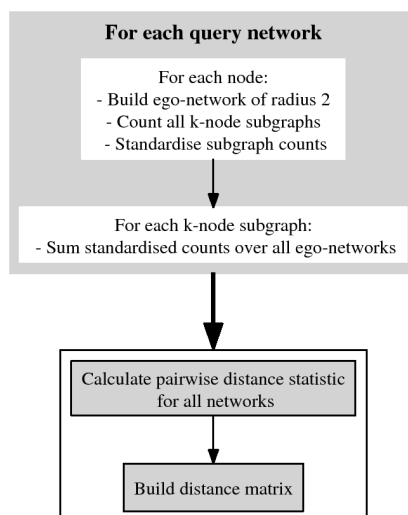 For each query network
For each node:
- Build ego-network of radius 2
- Count all k-node subgraphs
- Standardise subgraph counts
For each k-node subgraph:
- Sum standardised counts over all ego-networks
Calculate pairwise distance statistic
for all networks
Build distance matrix